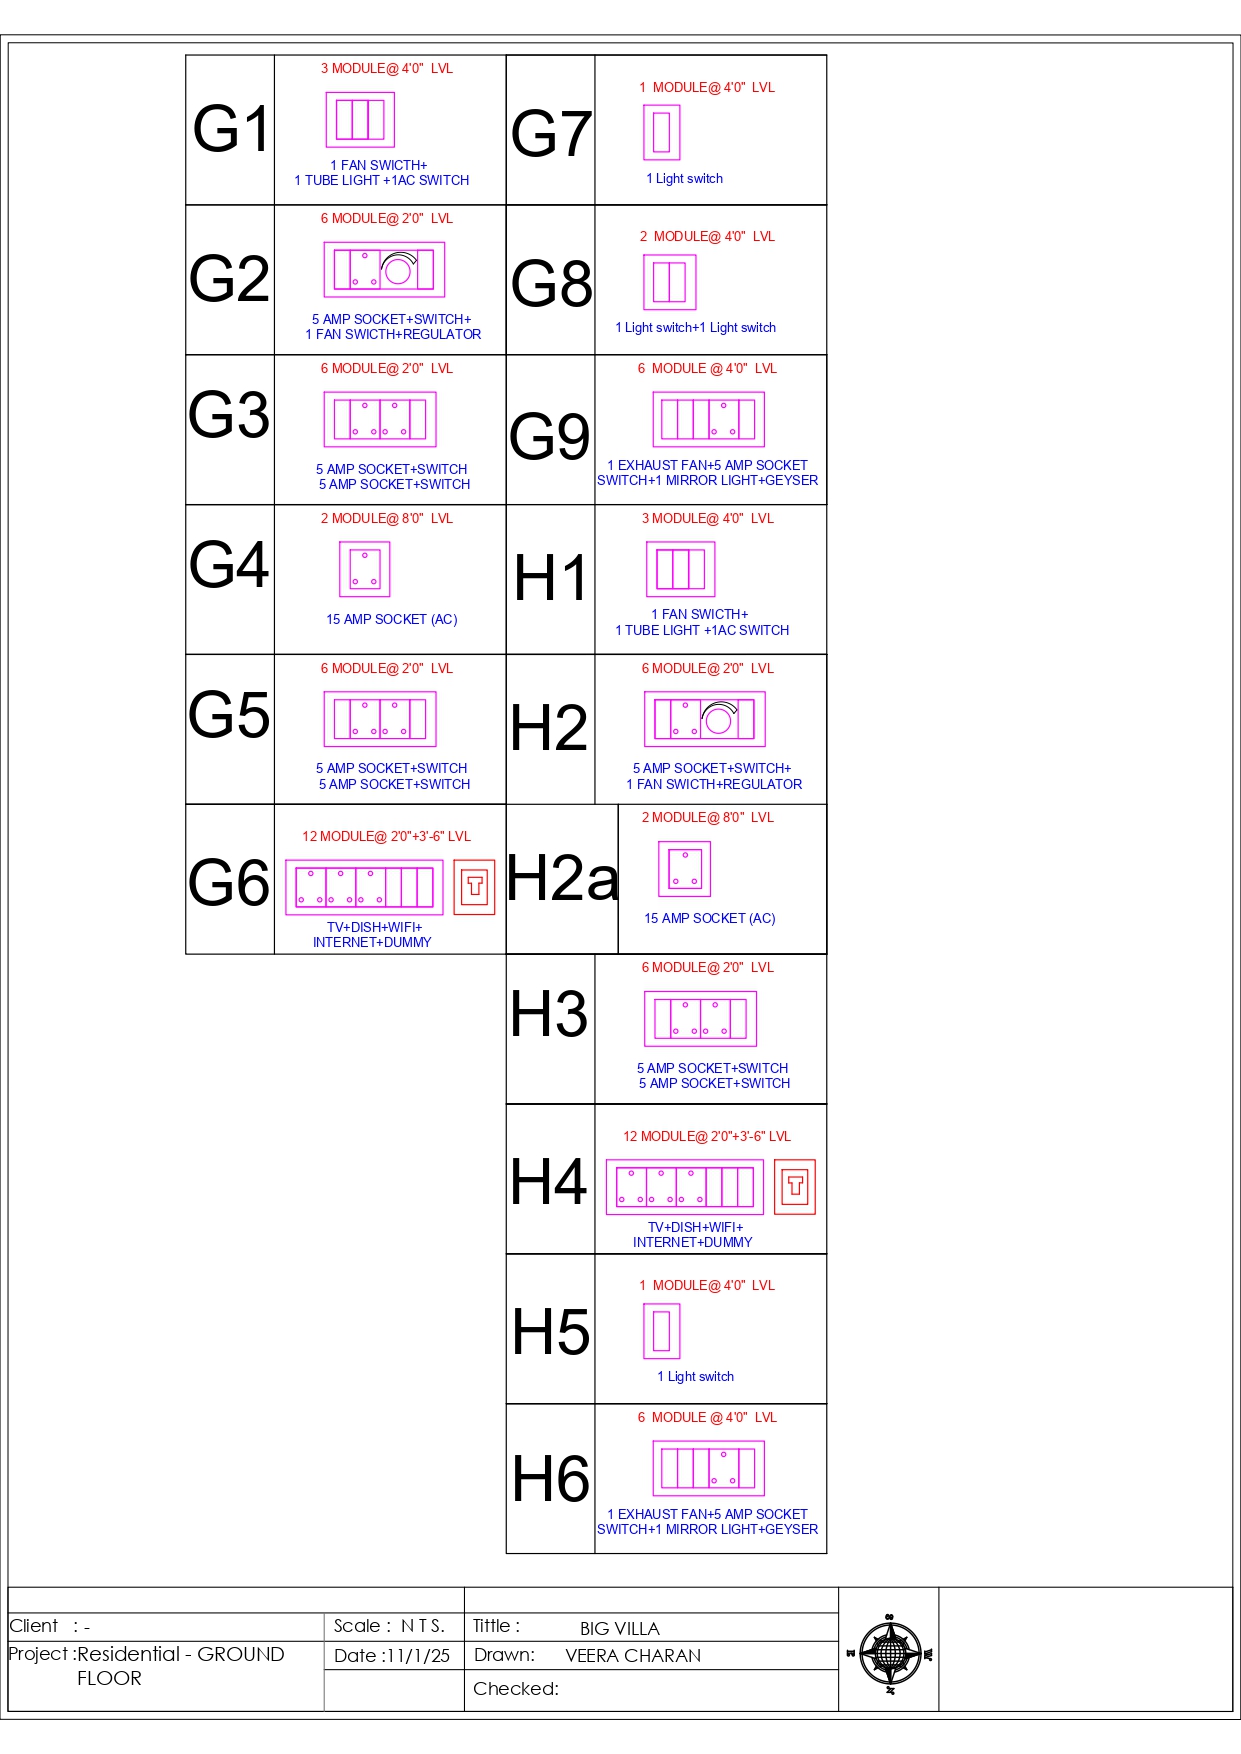 G1
3 MODULE@ 4'0" LVL
1 FAN SWICTH+
1 TUBE LIGHT +1AC SWITCH
G2
6 MODULE@ 2'0" LVL
5 AMP SOCKET+SWITCH+
1 FAN SWICTH+REGULATOR
G3
6 MODULE@ 2'0" LVL
5 AMP SOCKET+SWITCH
5 AMP SOCKET+SWITCH
G4
2 MODULE@ 8'0" LVL
15 AMP SOCKET (AC)
G5
6 MODULE@ 2'0" LVL
5 AMP SOCKET+SWITCH
5 AMP SOCKET+SWITCH
G6
12 MODULE@ 2'0"+3'-6" LVL
T
TV+DISH+WIFI+
INTERNET+DUMMY
G7
1 MODULE@ 4'0" LVL
1 Light switch
G8
2 MODULE@ 4'0" LVL
1 Light switch+1 Light switch
G9
6 MODULE @ 4'0" LVL
1 EXHAUST FAN+5 AMP SOCKET
SWITCH+1 MIRROR LIGHT+GEYSER
H1
3 MODULE@ 4'0" LVL
1 FAN SWICTH+
1 TUBE LIGHT +1AC SWITCH
H2
6 MODULE@ 2'0" LVL
5 AMP SOCKET+SWITCH+
1 FAN SWICTH+REGULATOR
H2a
2 MODULE@ 8'0" LVL
15 AMP SOCKET (AC)
H3
6 MODULE@ 2'0" LVL
5 AMP SOCKET+SWITCH
5 AMP SOCKET+SWITCH
H4
12 MODULE@ 2'0"+3'-6" LVL
T
TV+DISH+WIFI+
INTERNET+DUMMY
H5
1 MODULE@ 4'0" LVL
1 Light switch
H6
6 MODULE @ 4'0" LVL
1 EXHAUST FAN+5 AMP SOCKET
SWITCH+1 MIRROR LIGHT+GEYSER
Client : -
Project :Residential - GROUND
FLOOR
Scale : N T S.
Date :11/1/25
Tittle : BIG VILLA
Drawn: VEERA CHARAN
Checked:
S
E
W
N